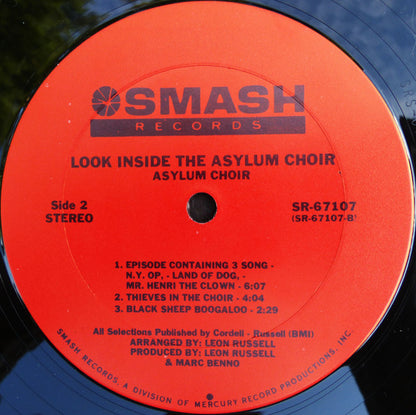 SMASH
RECORDS
LOOK INSIDE THE ASYLUM CHOIR
ASYLUM CHOIR
Side 2
STEREO
SR-67107
(SR-67107-B)
1. EPISODE CONTAINING 3 SONG -
N.Y. OP, - LAND OF DOG, -
MR. HENRI THE CLOWN - 6:07
2. THIEVES IN THE CHOIR - 4:04
3. BLACK SHEEP BOOGALOO - 2:29
All Selections Published by Cordell - Russell (BMI)
ARRANGED BY: LEON RUSSELL
PRODUCED BY: LEON RUSSELL
& MARC BENNO
SMASH RECORDS, A DIVISION OF MERCURY RECORD PRODUCTIONS, INC.